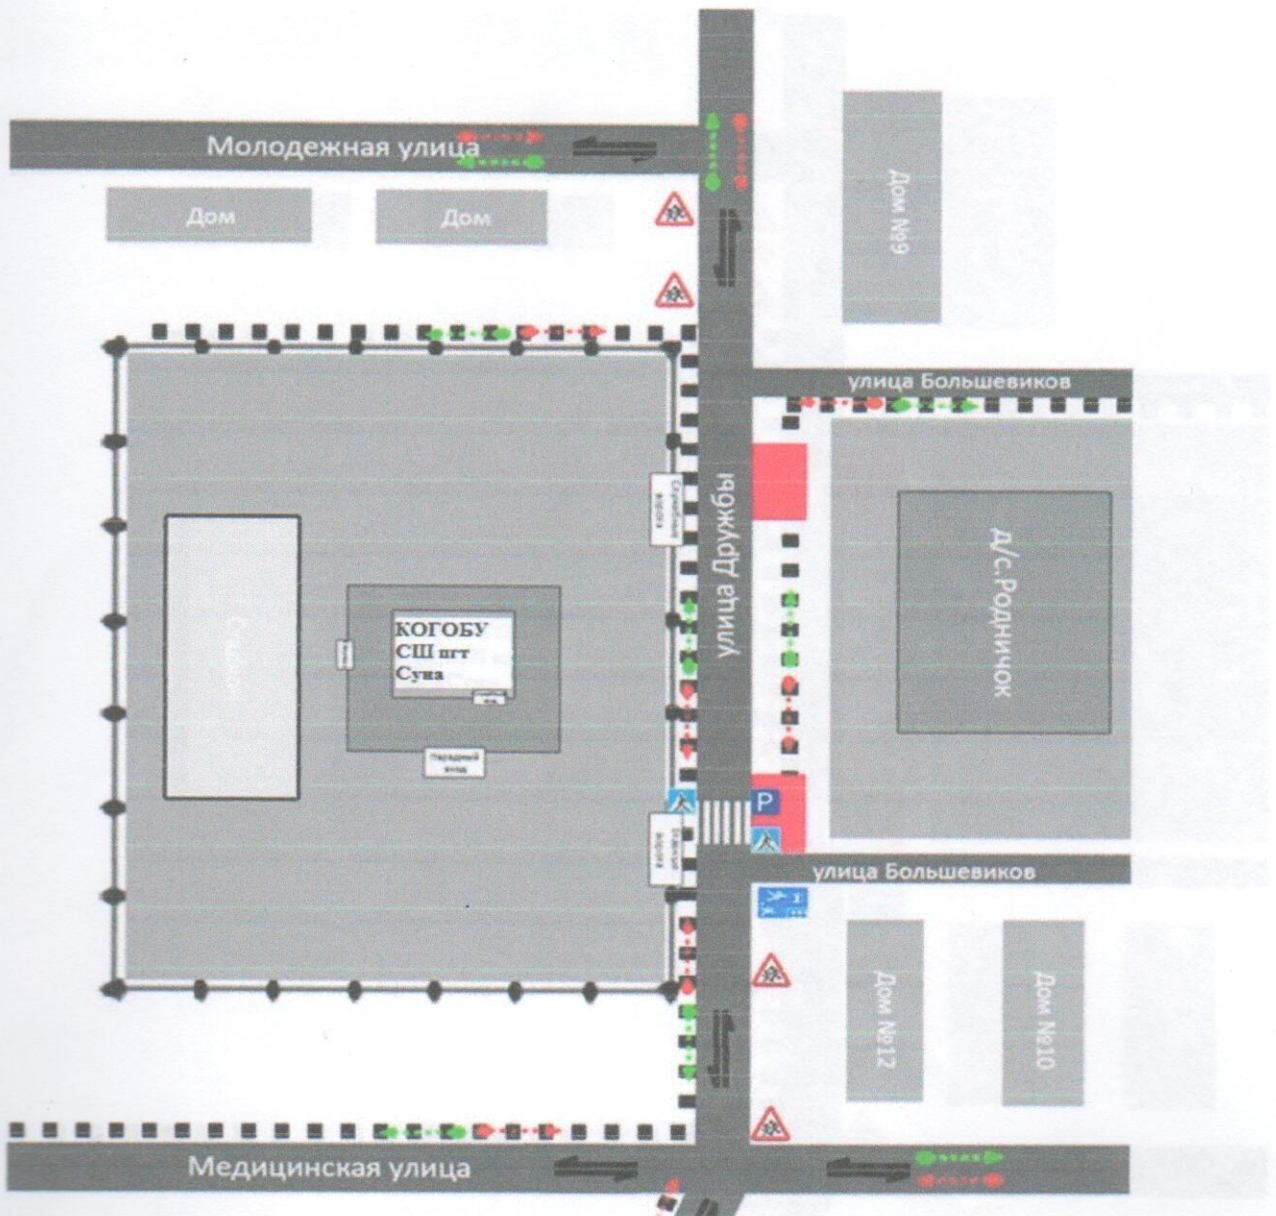 Молодежная улица
Дом
Дом
Дом №9
улица Большевиков
улица Дружбы
д/с.Родничок
КОГОБУ
СШ пгт
Суна
Парадный
вход
P
улица Большевиков
Дом №12
Дом №10
Медицинская улица